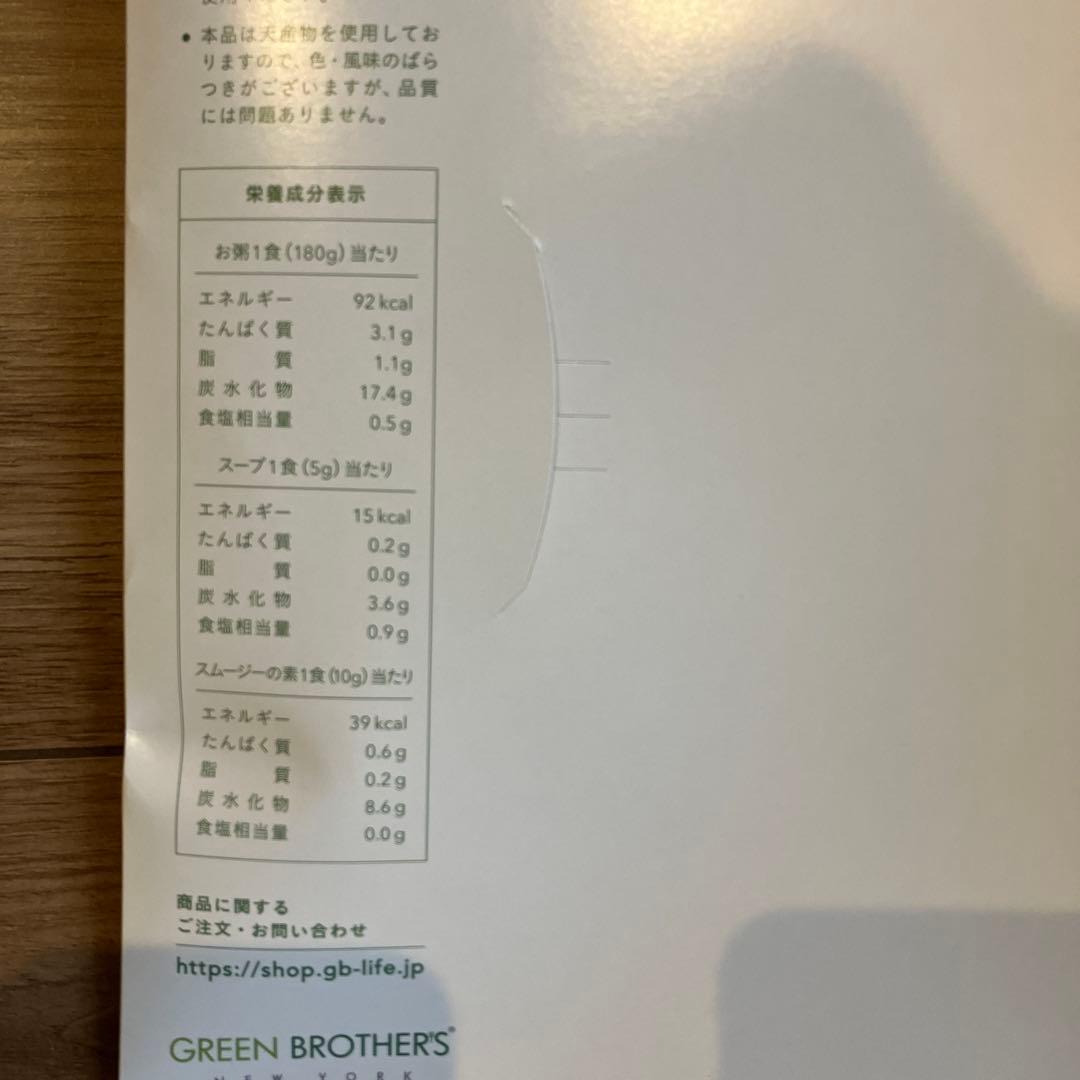 • 本品は天産物を使用してお
りますので、色・風味のばら
つきがございますが、品質
には問題ありません。
栄養成分表示
お粥1食(180g)当たり
エネルギー 92kcal
たんぱく質 3.1g
脂質 1.1g
炭水化物 17.4g
食塩相当量 0.5g
スープ1食(5g)当たり
エネルギー 15kcal
たんぱく質 0.2g
脂質 0.0g
炭水化物 3.6g
食塩相当量 0.9g
スムージーの素1食(10g)当たり
エネルギー 39kcal
たんぱく質 0.6g
脂質 0.2g
炭水化物 8.6g
食塩相当量 0.0g
商品に関する
ご注文・お問い合わせ
https://shop.gb-life.jp
GREEN BROTHER'S®
NEW YORK